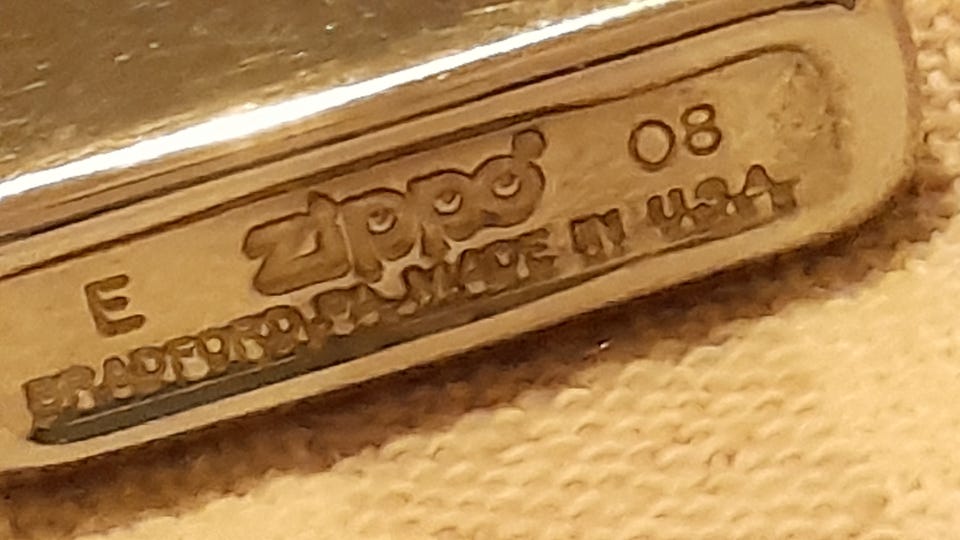 E zippo® 08
BRADFORD, PA. MADE IN U.S.A.